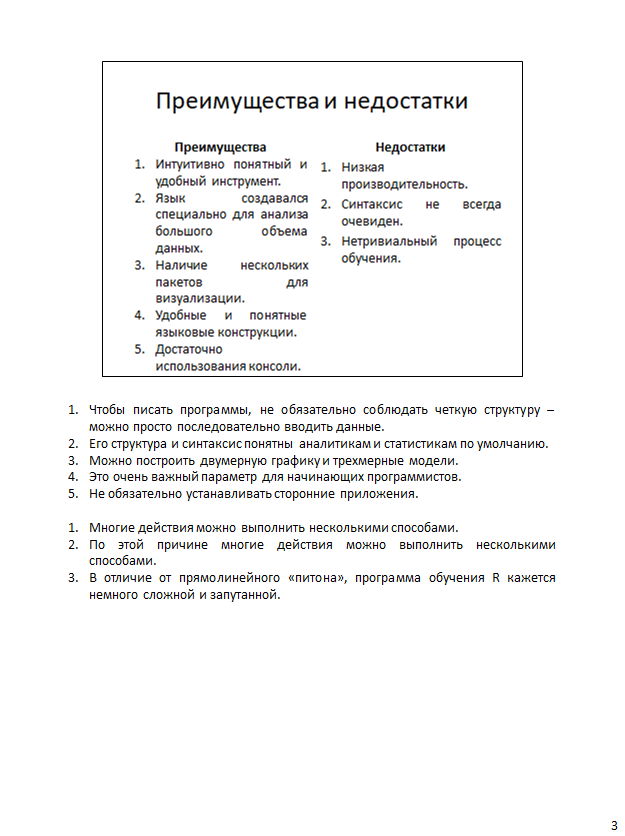 Преимущества и недостатки
Преимущества
1. Интуитивно понятный и
удобный инструмент.
2. Язык создавался
специально для анализа
большого объема
данных.
3. Наличие нескольких
пакетов для
визуализации.
4. Удобные и понятные
языковые конструкции.
5. Достаточно
использования консоли.
Недостатки
1. Низкая
производительность.
2. Синтаксис не всегда
очевиден.
3. Нетривиальный процесс
обучения.
1. Чтобы писать программы, не обязательно соблюдать четкую структуру –
можно просто последовательно вводить данные.
2. Его структура и синтаксис понятны аналитикам и статистикам по умолчанию.
3. Можно построить двумерную графику и трехмерные модели.
4. Это очень важный параметр для начинающих программистов.
5. Не обязательно устанавливать сторонние приложения.
1. Многие действия можно выполнить несколькими способами.
2. По этой причине многие действия можно выполнить несколькими
способами.
3. В отличие от прямолинейного «питона», программа обучения R кажется
немного сложной и запутанной.
3